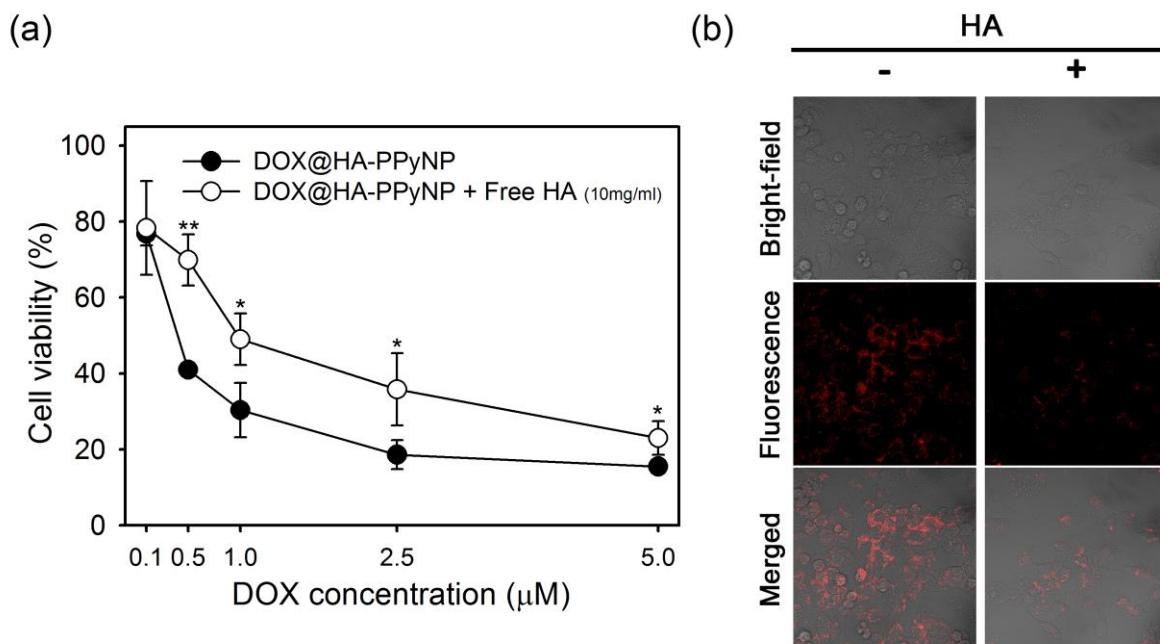 (a)
100
80
60
40
20
0
Cell viability (%)
DOX@HA-PPyNP
DOX@HA-PPyNP + Free HA (10mg/ml)
**
*
*
*
0.1 0.5 1.0 2.5 5.0
DOX concentration (μM)
(b)
HA
- +
Bright-field
Fluorescence
Merged